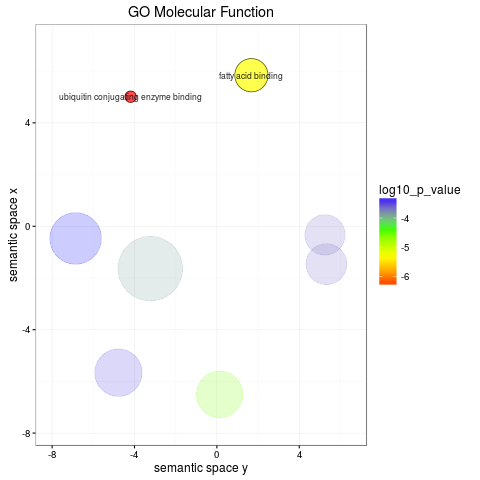 GO Molecular Function
fatty acid binding
ubiquitin conjugating enzyme binding
log10_p_value
-4
-5
-6
4
0
-4
-8
-8
-4
0
4
semantic space x
semantic space y